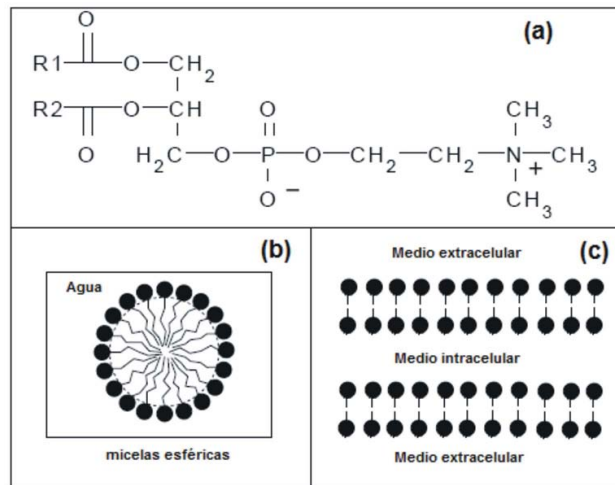 (a)
O
R1 O CH2
R2 O CH O CH3
O H2C O P O CH2 CH2 N CH3
+
O− CH3
(b)
Agua
micelas esféricas
(c)
Medio extracelular
Medio intracelular
Medio extracelular